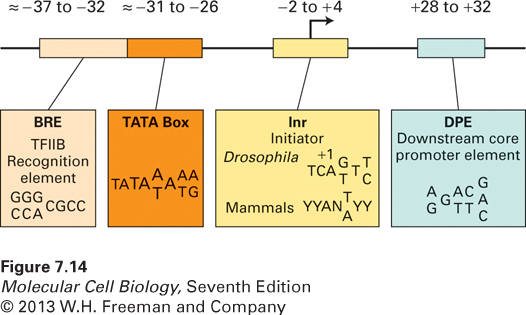 ≈ –37 to –32 ≈ –31 to –26 –2 to +4 +28 to +32
BRE
TFIIB
Recognition
element
GGG
CCA CGCC
TATA Box
TATA A A AA
T TG
Inr
Initiator
Drosophila +1
TCA G T T
T C
Mammals YYAN T YY
A
DPE
Downstream core
promoter element
A G A C G
G T T A
C
Figure 7.14
Molecular Cell Biology, Seventh Edition
© 2013 W.H. Freeman and Company